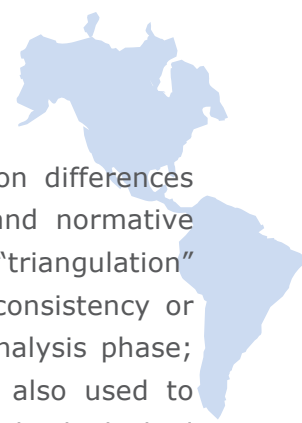 on differences
and normative
“triangulation”
consistency or
nalysis phase;
also used to